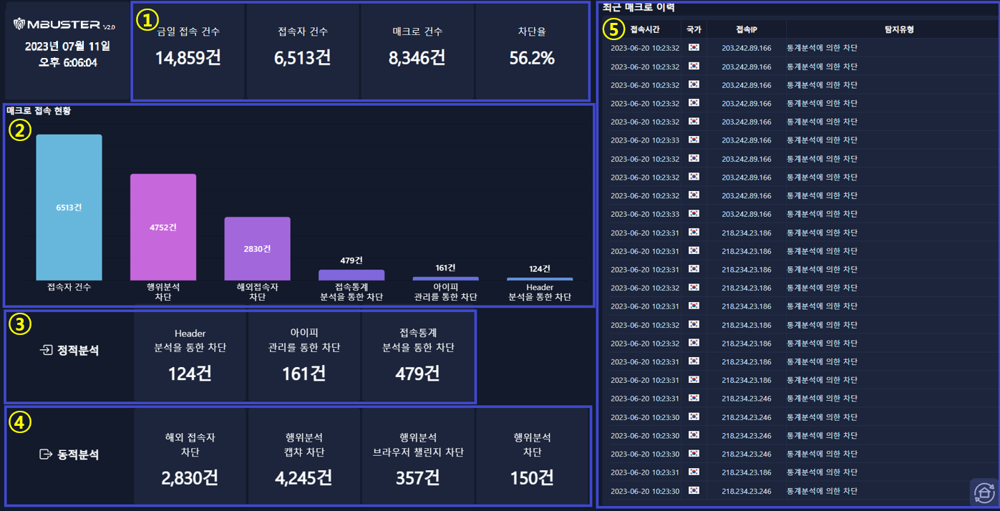 MBUSTER V2.0
2023년 07월 11일
오후 6:06:04
①
금일 접속 건수
14,859건
접속자 건수
6,513건
매크로 건수
8,346건
차단율
56.2%
매크로 접속 현황
②
6513건
4752건
2830건
479건
161건
124건
접속자 건수
행위분석
차단
해외접속자
차단
접속통계
분석을 통한 차단
아이피
관리를 통한 차단
Header
분석을 통한 차단
③
정적분석
Header
분석을 통한 차단
124건
아이피
관리를 통한 차단
161건
접속통계
분석을 통한 차단
479건
④
동적분석
해외 접속자
차단
2,830건
행위분석
캡챠 차단
4,245건
행위분석
브라우저 챌린지 차단
357건
행위분석
차단
150건
최근 매크로 이력
⑤
접속시간 국가 접속IP 탐지유형
2023-06-20 10:23:32 203.242.89.166 통계분석에 의한 차단
2023-06-20 10:23:32 203.242.89.166 통계분석에 의한 차단
2023-06-20 10:23:32 203.242.89.166 통계분석에 의한 차단
2023-06-20 10:23:32 203.242.89.166 통계분석에 의한 차단
2023-06-20 10:23:32 203.242.89.166 통계분석에 의한 차단
2023-06-20 10:23:33 203.242.89.166 통계분석에 의한 차단
2023-06-20 10:23:32 203.242.89.166 통계분석에 의한 차단
2023-06-20 10:23:32 203.242.89.166 통계분석에 의한 차단
2023-06-20 10:23:32 203.242.89.166 통계분석에 의한 차단
2023-06-20 10:23:33 203.242.89.166 통계분석에 의한 차단
2023-06-20 10:23:31 218.234.23.186 통계분석에 의한 차단
2023-06-20 10:23:31 218.234.23.186 통계분석에 의한 차단
2023-06-20 10:23:31 218.234.23.186 통계분석에 의한 차단
2023-06-20 10:23:32 218.234.23.186 통계분석에 의한 차단
2023-06-20 10:23:31 218.234.23.186 통계분석에 의한 차단
2023-06-20 10:23:32 218.234.23.186 통계분석에 의한 차단
2023-06-20 10:23:32 218.234.23.186 통계분석에 의한 차단
2023-06-20 10:23:31 218.234.23.186 통계분석에 의한 차단
2023-06-20 10:23:31 218.234.23.186 통계분석에 의한 차단
2023-06-20 10:23:31 218.234.23.246 통계분석에 의한 차단
2023-06-20 10:23:30 218.234.23.246 통계분석에 의한 차단
2023-06-20 10:23:30 218.234.23.246 통계분석에 의한 차단
2023-06-20 10:23:30 218.234.23.246 통계분석에 의한 차단
2023-06-20 10:23:31 218.234.23.186 통계분석에 의한 차단
2023-06-20 10:23:30 218.234.23.246 통계분석에 의한 차단